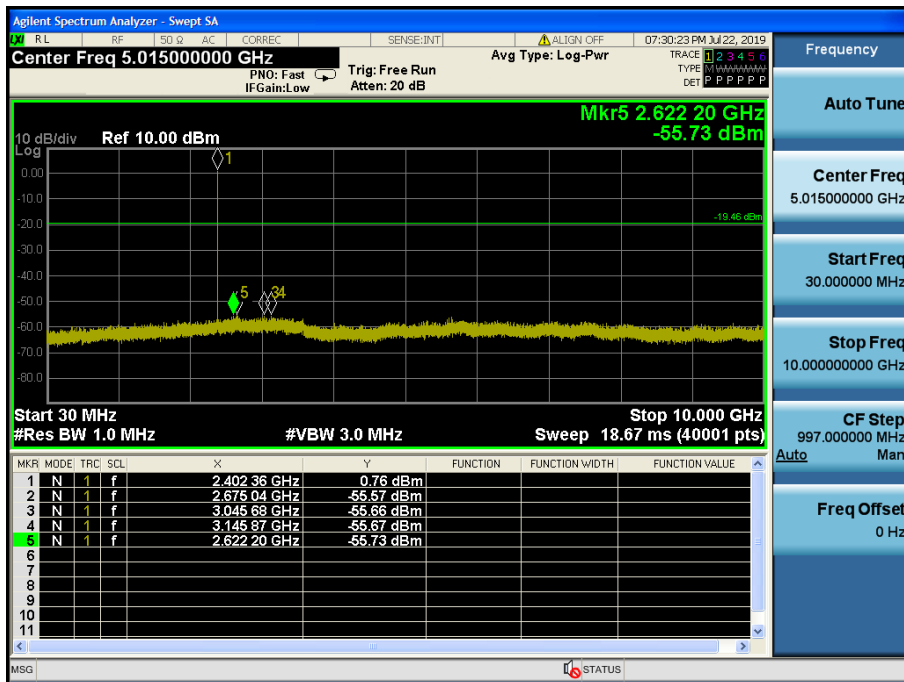 Agilent Spectrum Analyzer - Swept SA
LXI RL RF 50 Ω AC CORREC SENSE:INT ALIGN OFF 07:30:23 PM Jul 22, 2019
Center Freq 5.015000000 GHz
PNO: Fast
IFGain:Low
Trig: Free Run
Atten: 20 dB
Avg Type: Log-Pwr
TRACE 1 2 3 4 5 6
TYPE M WWWWW
DET P P P P P P
Mkr5 2.622 20 GHz
-55.73 dBm
10 dB/div Ref 10.00 dBm
Log
1
0.00
-10.0
-20.0
-19.46 dBm
-30.0
-40.0
-50.0
5 3 4
-60.0
-70.0
-80.0
Start 30 MHz Stop 10.000 GHz
#Res BW 1.0 MHz #VBW 3.0 MHz Sweep 18.67 ms (40001 pts)
MKR MODE TRC SCL X Y FUNCTION FUNCTION WIDTH FUNCTION VALUE
1 N 1 f 2.402 36 GHz 0.76 dBm
2 N 1 f 2.675 04 GHz -55.57 dBm
3 N 1 f 3.045 68 GHz -55.66 dBm
4 N 1 f 3.145 87 GHz -55.67 dBm
5 N 1 f 2.622 20 GHz -55.73 dBm
6
7
8
9
10
11
MSG STATUS
Frequency
Auto Tune
Center Freq
5.015000000 GHz
Start Freq
30.000000 MHz
Stop Freq
10.000000000 GHz
CF Step
997.000000 MHz
Auto Man
Freq Offset
0 Hz